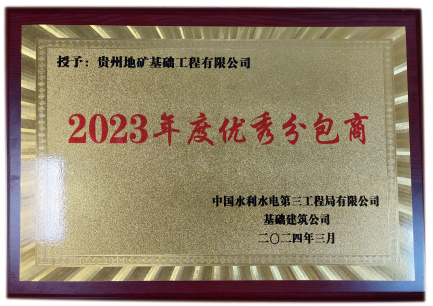 授予：贵州地矿基础工程有限公司
2023年度优秀分包商
中国水利水电第三工程局有限公司
基础建筑公司
二〇二四年三月